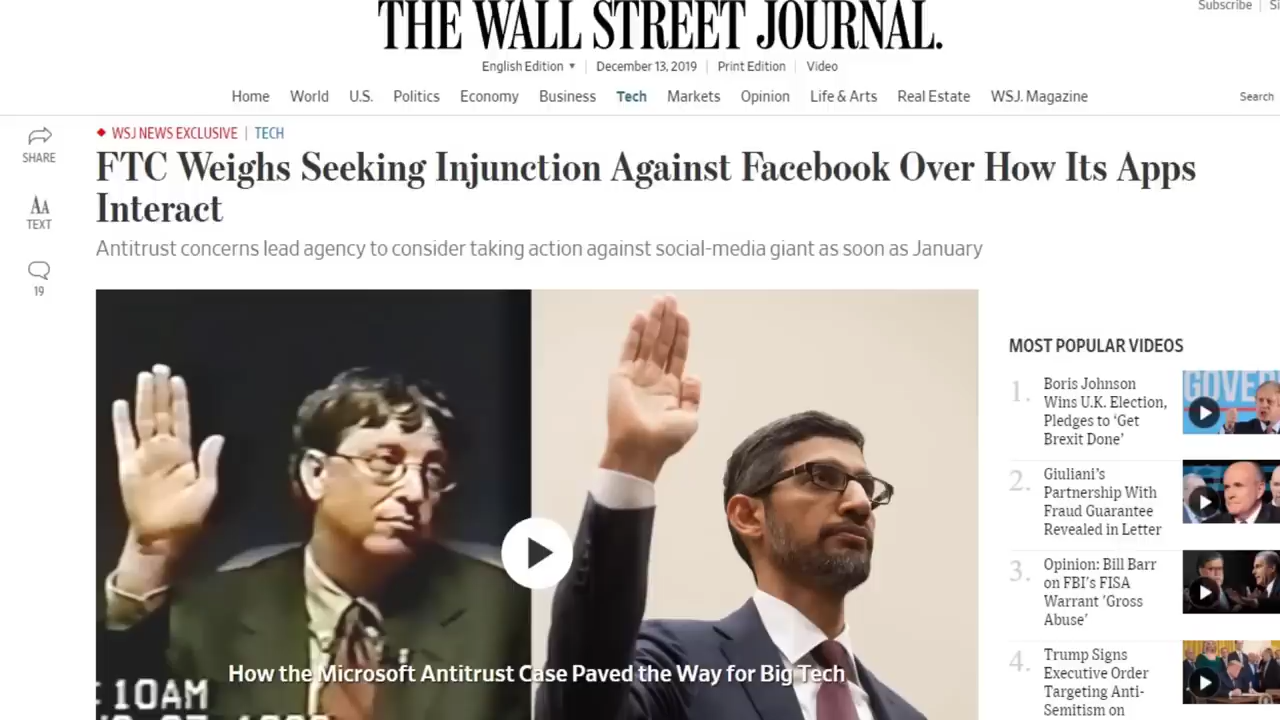 Subscribe
THE WALL STREET JOURNAL.
English Edition
December 13, 2019
Print Edition
Video
Home World U.S. Politics Economy Business Tech Markets Opinion Life & Arts Real Estate WSJ. Magazine
Search
SHARE
WSJ NEWS EXCLUSIVE | TECH
FTC Weighs Seeking Injunction Against Facebook Over How Its Apps
Interact
AA
TEXT
Antitrust concerns lead agency to consider taking action against social-media giant as soon as January
19
How the Microsoft Antitrust Case Paved the Way for Big Tech
10AM
MOST POPULAR VIDEOS
1. Boris Johnson
Wins U.K. Election,
Pledges to ‘Get
Brexit Done’
2. Giuliani’s
Partnership With
Fraud Guarantee
Revealed in Letter
3. Opinion: Bill Barr
on FBI’s FISA
Warrant ‘Gross
Abuse’
4. Trump Signs
Executive Order
Targeting Anti-
Semitism on